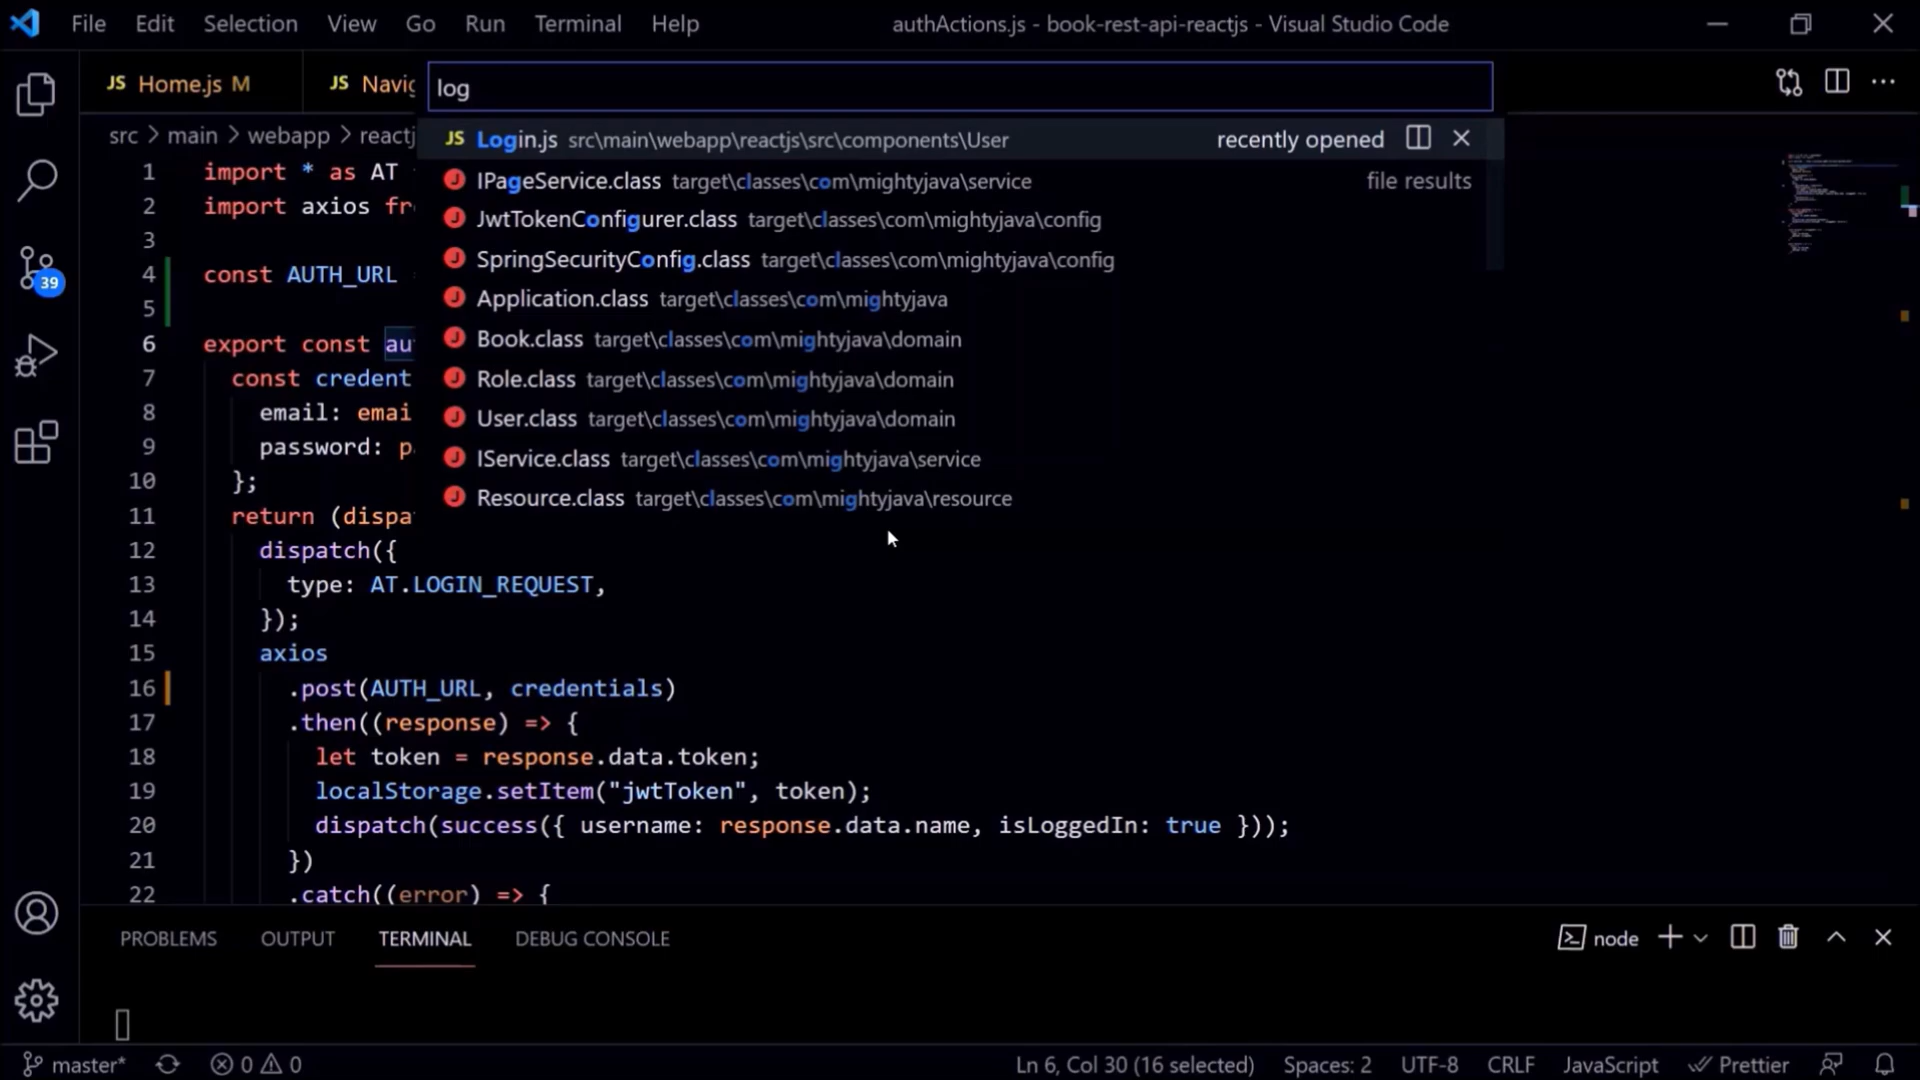 File Edit Selection View Go Run Terminal Help authActions.js - book-rest-api-reactjs - Visual Studio Code
JS Home.js M JS Navig
log
src > main > webapp > reactj
JS Login.js src\main\webapp\reactjs\src\components\User recently opened
IPageService.class target\classes\com\mightyjava\service file results
JwtTokenConfigurer.class target\classes\com\mightyjava\config
SpringSecurityConfig.class target\classes\com\mightyjava\config
Application.class target\classes\com\mightyjava
Book.class target\classes\com\mightyjava\domain
Role.class target\classes\com\mightyjava\domain
User.class target\classes\com\mightyjava\domain
IService.class target\classes\com\mightyjava\service
Resource.class target\classes\com\mightyjava\resource
1 import * as AT
2 import axios fr
3
4 const AUTH_URL
5
6 export const au
7 const credent
8 email: emai
9 password: p
10 };
11 return (dispa
12 dispatch({
13 type: AT.LOGIN_REQUEST,
14 });
15 axios
16 .post(AUTH_URL, credentials)
17 .then((response) => {
18 let token = response.data.token;
19 localStorage.setItem("jwtToken", token);
20 dispatch(success({ username: response.data.name, isLoggedIn: true }));
21 })
22 .catch((error) => {
39
PROBLEMS OUTPUT TERMINAL DEBUG CONSOLE node
master* 0 0 Ln 6, Col 30 (16 selected) Spaces: 2 UTF-8 CRLF JavaScript Prettier